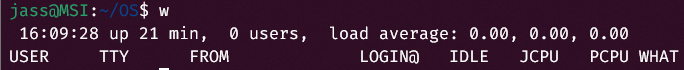 jass@MSI:~/OS$ w
 16:09:28 up 21 min,  0 users,  load average: 0.00, 0.00, 0.00
USER     TTY      FROM             LOGIN@   IDLE   JCPU   PCPU WHAT